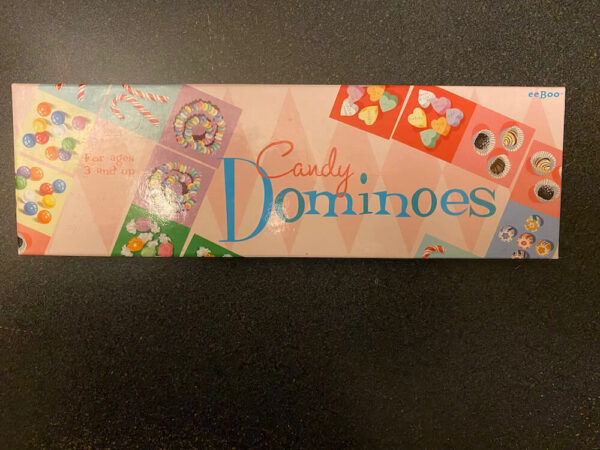 eeBoo
For ages
3 and up
Candy
Dominoes